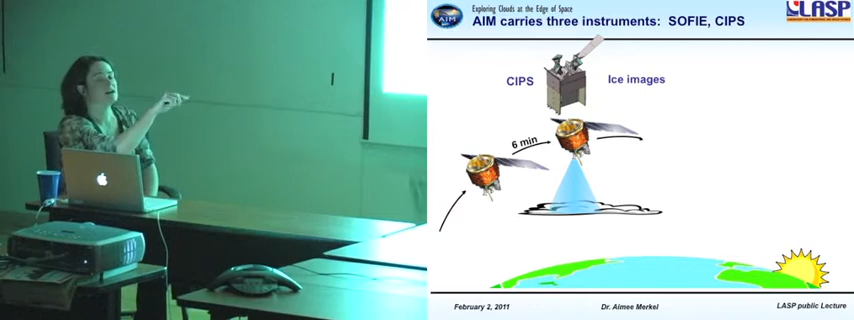 Exploring Clouds at the Edge of Space
AIM carries three instruments: SOFIE, CIPS
AIM
LASP
CIPS
Ice images
6 min
February 2, 2011
Dr. Aimee Merkel
LASP public Lecture